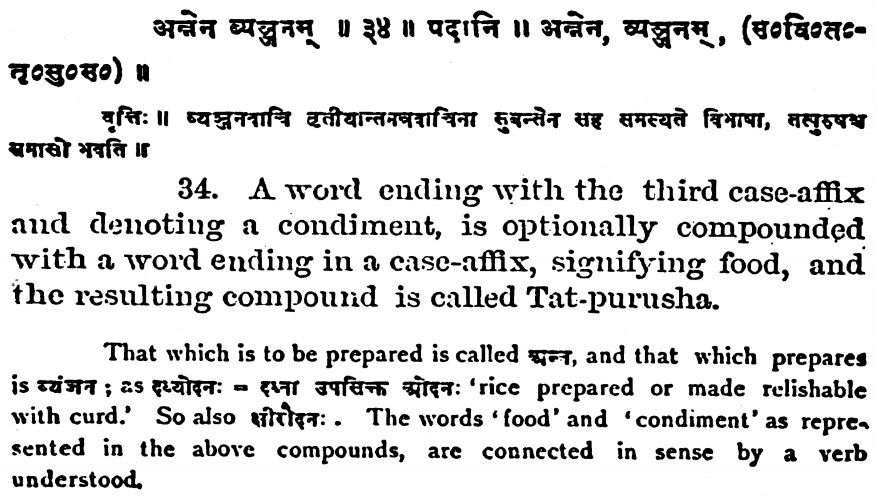 अन्नेन व्यञ्जनम् ॥ ३४ ॥ पदानि ॥ अन्नेन, व्यञ्जनम्, (स०वि०तत्-
तृ०सु०स०) ॥
वृत्तिः ॥ व्यञ्जनवाचि तृतीयान्तमन्नवाचिना सुबन्तेन सह समस्यते विभाषा, तत्पुरुषश्च
समासो भवति ॥
34. A word ending with the third case-affix
and denoting a condiment, is optionally compounded
with a word ending in a case-affix, signifying food, and
the resulting compound is called Tat-purusha.
That which is to be prepared is called अन्न, and that which prepares
is व्यंजन ; as दध्योदनः = दध्ना उपसिक्त ओदनः 'rice prepared or made relishable
with curd.' So also क्षीरोदनः . The words 'food' and 'condiment' as repre-
sented in the above compounds, are connected in sense by a verb
understood.